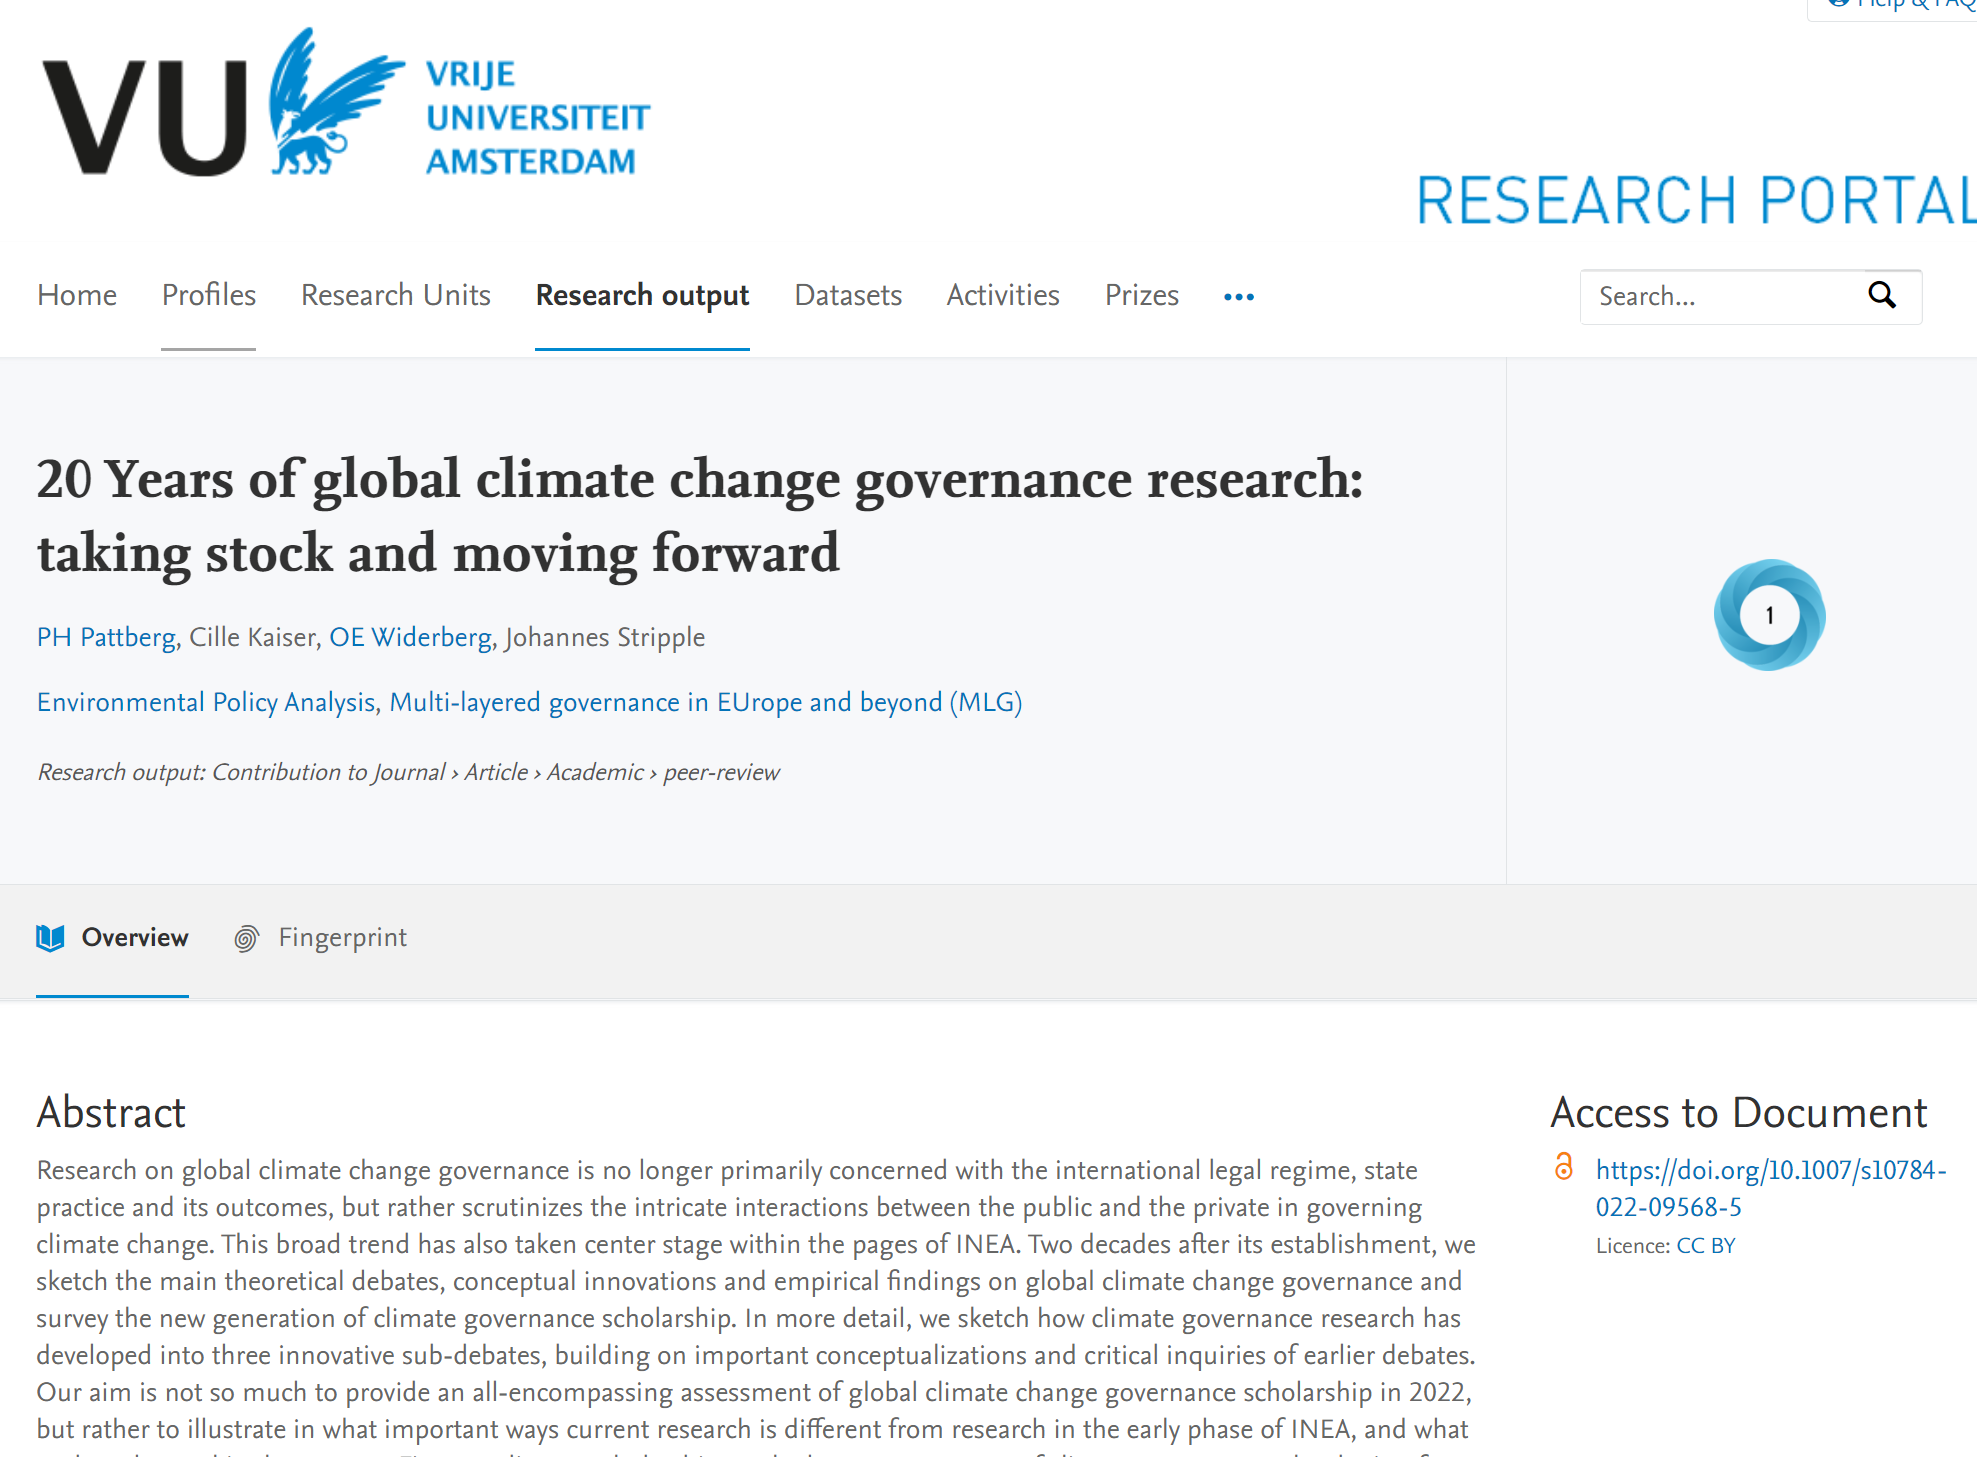 Help & FAQ
VU
VRIJE
UNIVERSITEIT
AMSTERDAM
RESEARCH PORTAL
Home Profiles Research Units Research output Datasets Activities Prizes ••• Search...
20 Years of global climate change governance research:
taking stock and moving forward
PH Pattberg, Cille Kaiser, OE Widerberg, Johannes Stripple
Environmental Policy Analysis, Multi-layered governance in EUrope and beyond (MLG)
Research output: Contribution to Journal › Article › Academic › peer-review
1
Overview Fingerprint
Abstract
Research on global climate change governance is no longer primarily concerned with the international legal regime, state
practice and its outcomes, but rather scrutinizes the intricate interactions between the public and the private in governing
climate change. This broad trend has also taken center stage within the pages of INEA. Two decades after its establishment, we
sketch the main theoretical debates, conceptual innovations and empirical findings on global climate change governance and
survey the new generation of climate governance scholarship. In more detail, we sketch how climate governance research has
developed into three innovative sub-debates, building on important conceptualizations and critical inquiries of earlier debates.
Our aim is not so much to provide an all-encompassing assessment of global climate change governance scholarship in 2022,
but rather to illustrate in what important ways current research is different from research in the early phase of INEA, and what
Access to Document
https://doi.org/10.1007/s10784-
022-09568-5
Licence: CC BY